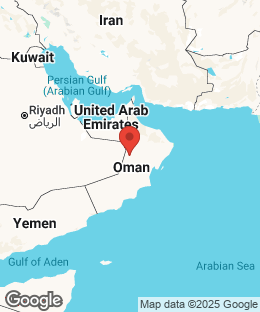 Iran
Kuwait
Persian Gulf
(Arabian Gulf)
Riyadh
الرياض
United Arab
Emirates
Oman
Yemen
Gulf of Aden
Arabian Sea
Google
Map data ©2025 Google